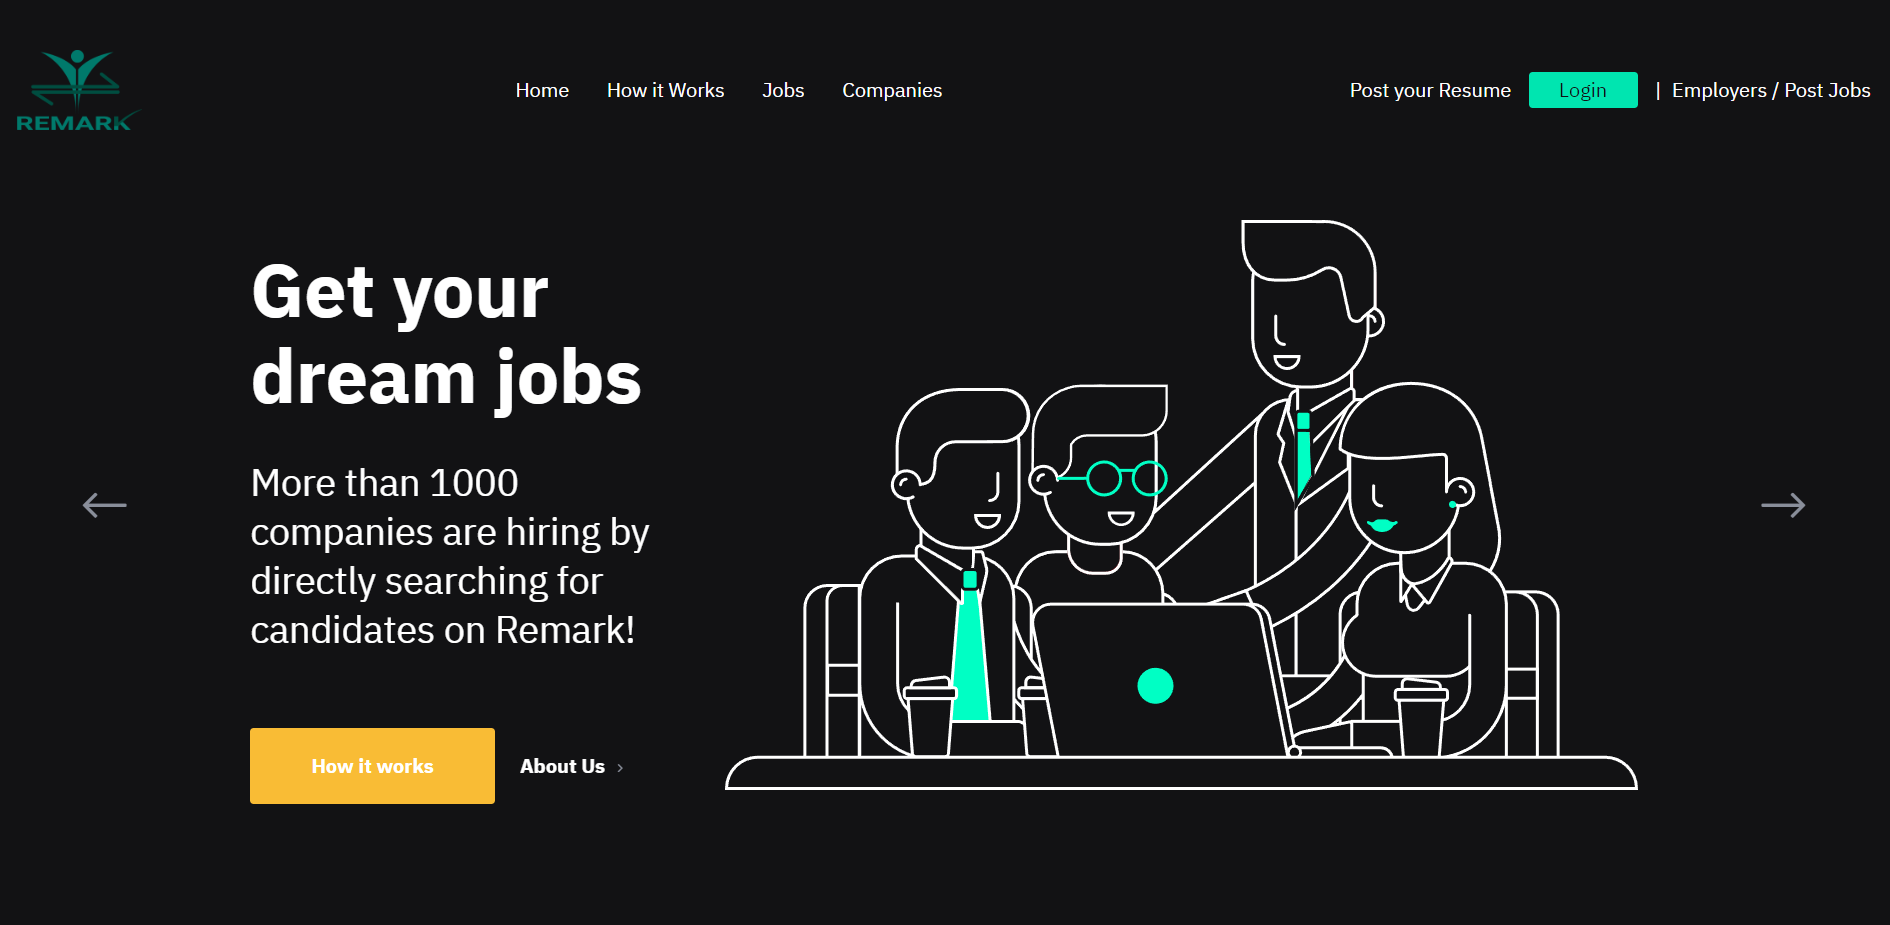 REMARK
Home How it Works Jobs Companies Post your Resume Login | Employers / Post Jobs
Get your
dream jobs
More than 1000
companies are hiring by
directly searching for
candidates on Remark!
How it works About Us ›